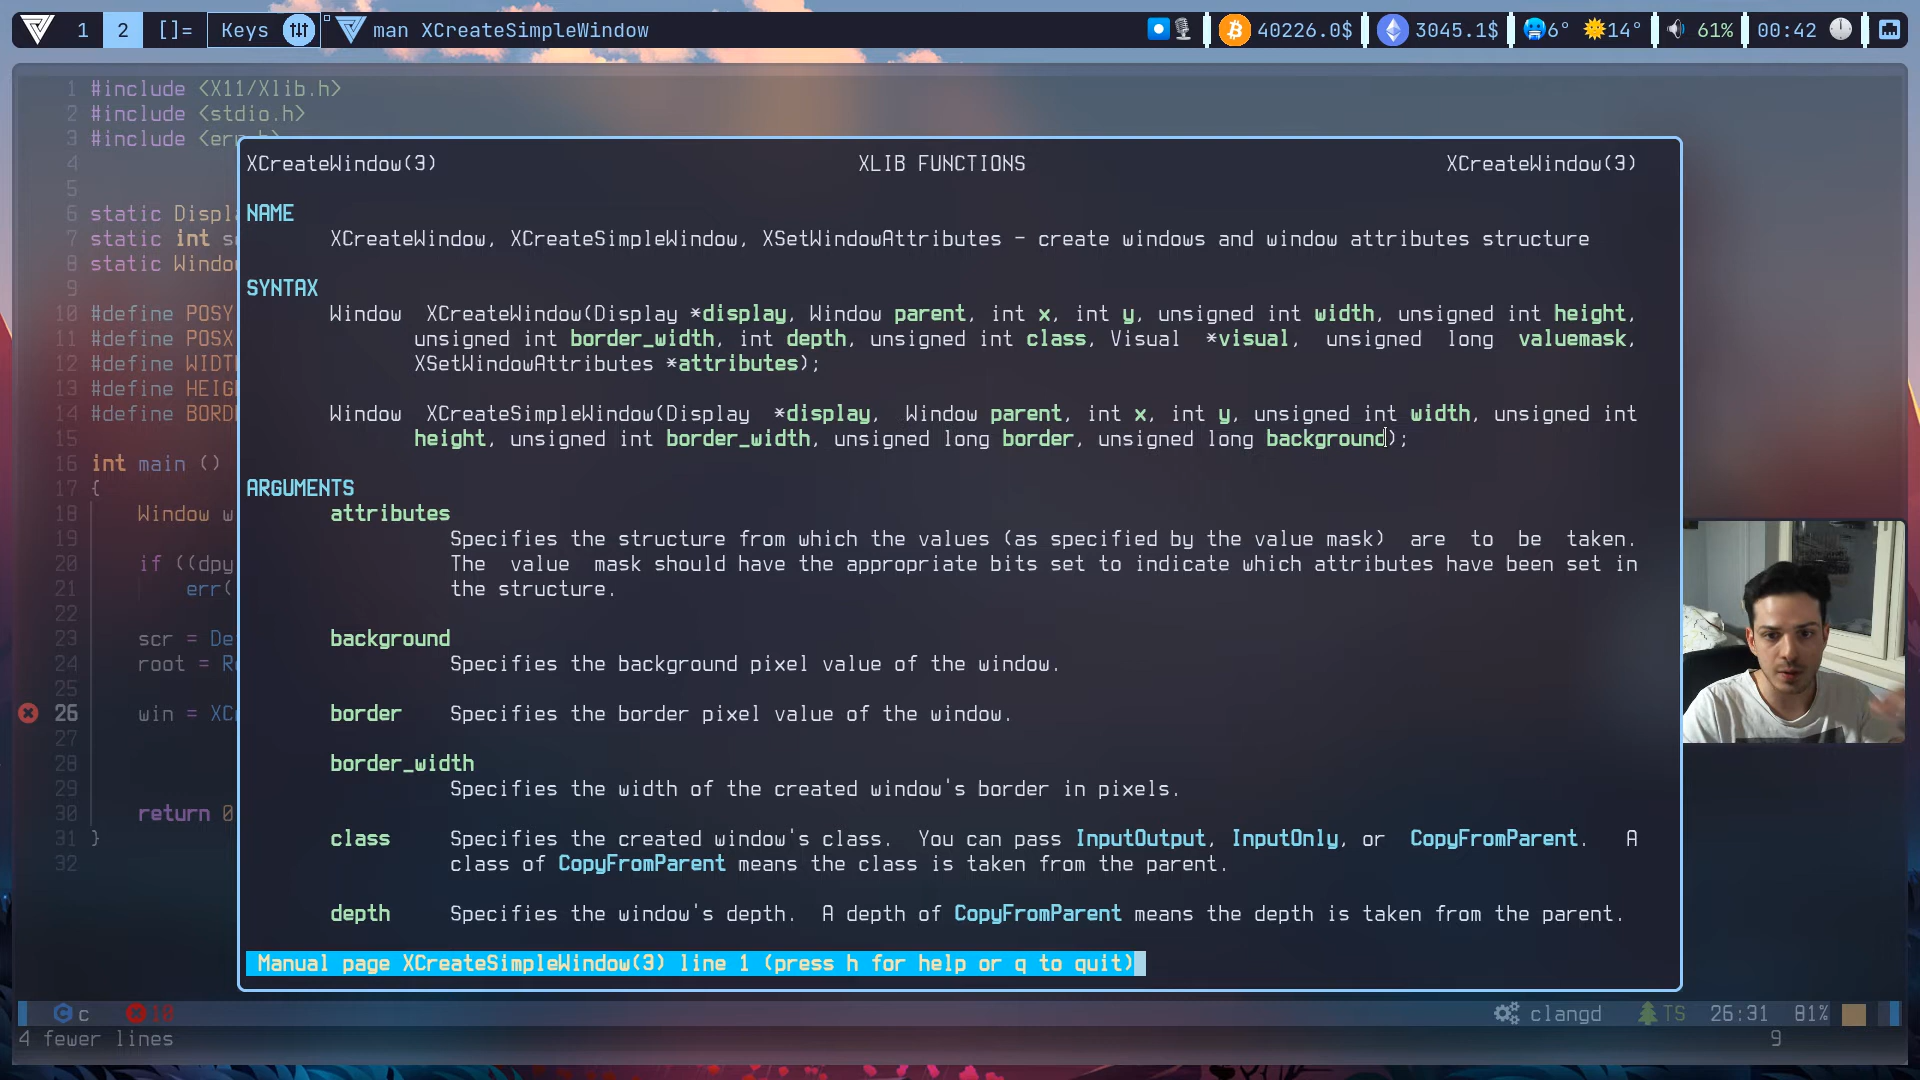 1 2 []= Keys man XCreateSimpleWindow 40226.0$ 3045.1$ 6° 14° 61% 00:42
1 #include <X11/Xlib.h>
2 #include <stdio.h>
3 #include <err.h>
4
XCreateWindow(3) XLIB FUNCTIONS XCreateWindow(3)
5
6 static Displ
NAME
7 static int s
XCreateWindow, XCreateSimpleWindow, XSetWindowAttributes - create windows and window attributes structure
8 static Windo
9
SYNTAX
10 #define POSY
Window XCreateWindow(Display *display, Window parent, int x, int y, unsigned int width, unsigned int height,
11 #define POSX
unsigned int border_width, int depth, unsigned int class, Visual *visual, unsigned long valuemask,
12 #define WIDT
XSetWindowAttributes *attributes);
13 #define HEIG
14 #define BORD
Window XCreateSimpleWindow(Display *display, Window parent, int x, int y, unsigned int width, unsigned int
15
height, unsigned int border_width, unsigned long border, unsigned long background);
16 int main ()
17 {
ARGUMENTS
18 Window w
attributes
19
Specifies the structure from which the values (as specified by the value mask) are to be taken.
20 if ((dpy
The value mask should have the appropriate bits set to indicate which attributes have been set in
21 err(
the structure.
22
23 scr = De
background
24 root = R
Specifies the background pixel value of the window.
25
26 win = XC
border Specifies the border pixel value of the window.
27
28
border_width
29
Specifies the width of the created window's border in pixels.
30 return 0
31 }
class Specifies the created window's class. You can pass InputOutput, InputOnly, or CopyFromParent. A
32
class of CopyFromParent means the class is taken from the parent.
depth Specifies the window's depth. A depth of CopyFromParent means the depth is taken from the parent.
Manual page XCreateSimpleWindow(3) line 1 (press h for help or q to quit)
c 10 clangd TS 26:31 81%
4 fewer lines 9